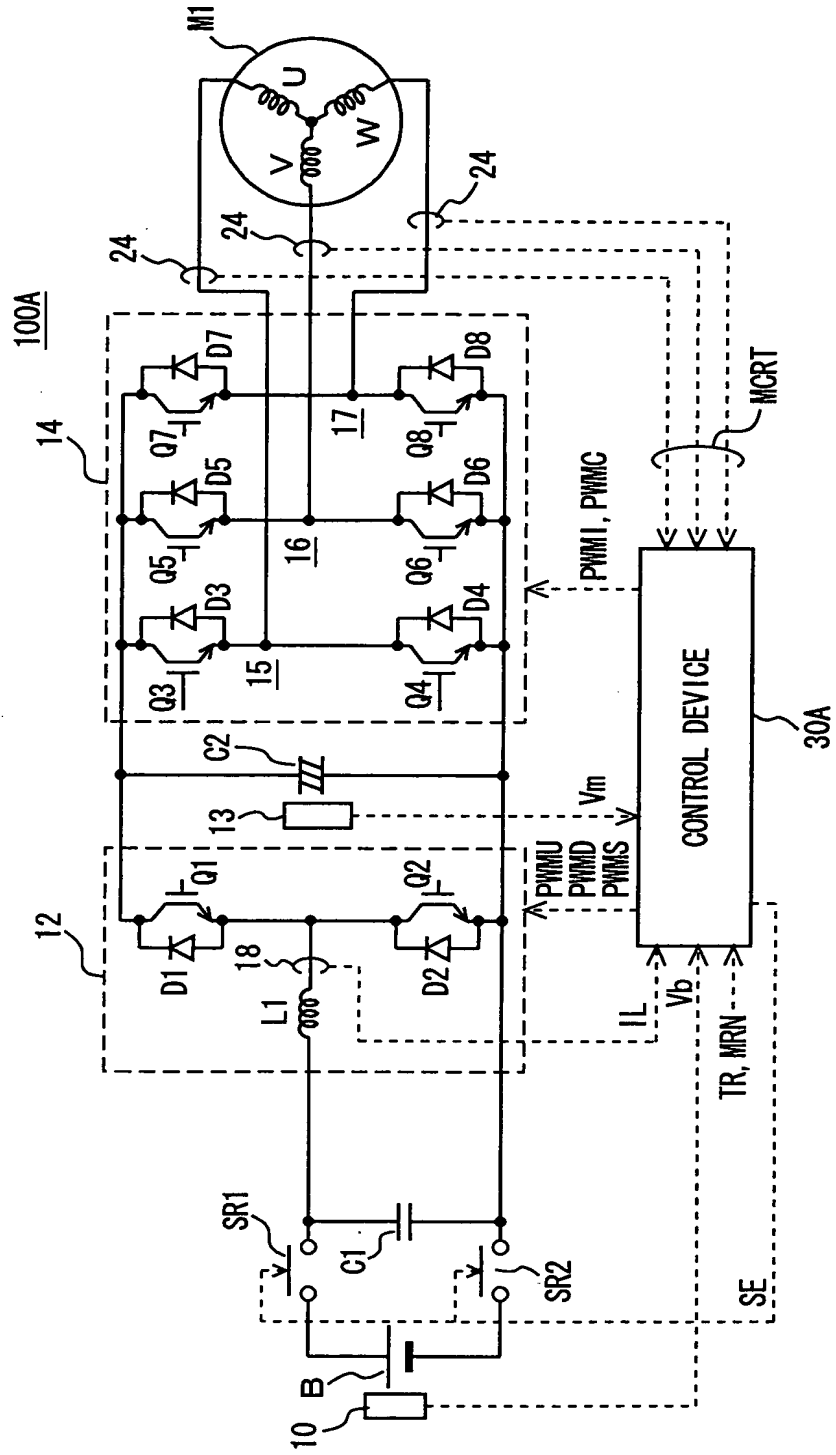 100A
12
14
24
24
24
M1
U
V
W
D1
Q1
Q3
D3
Q5
D5
Q7
D7
13
C2
15
16
17
18
L1
D2
Q2
Q4
D4
Q6
D6
Q8
D8
SR1
C1
SR2
B
10
IL
Vb
TR, MRN
SE
PWMU
PWMD
PWMS
Vm
PWMI, PWMC
MCRT
CONTROL DEVICE
30A